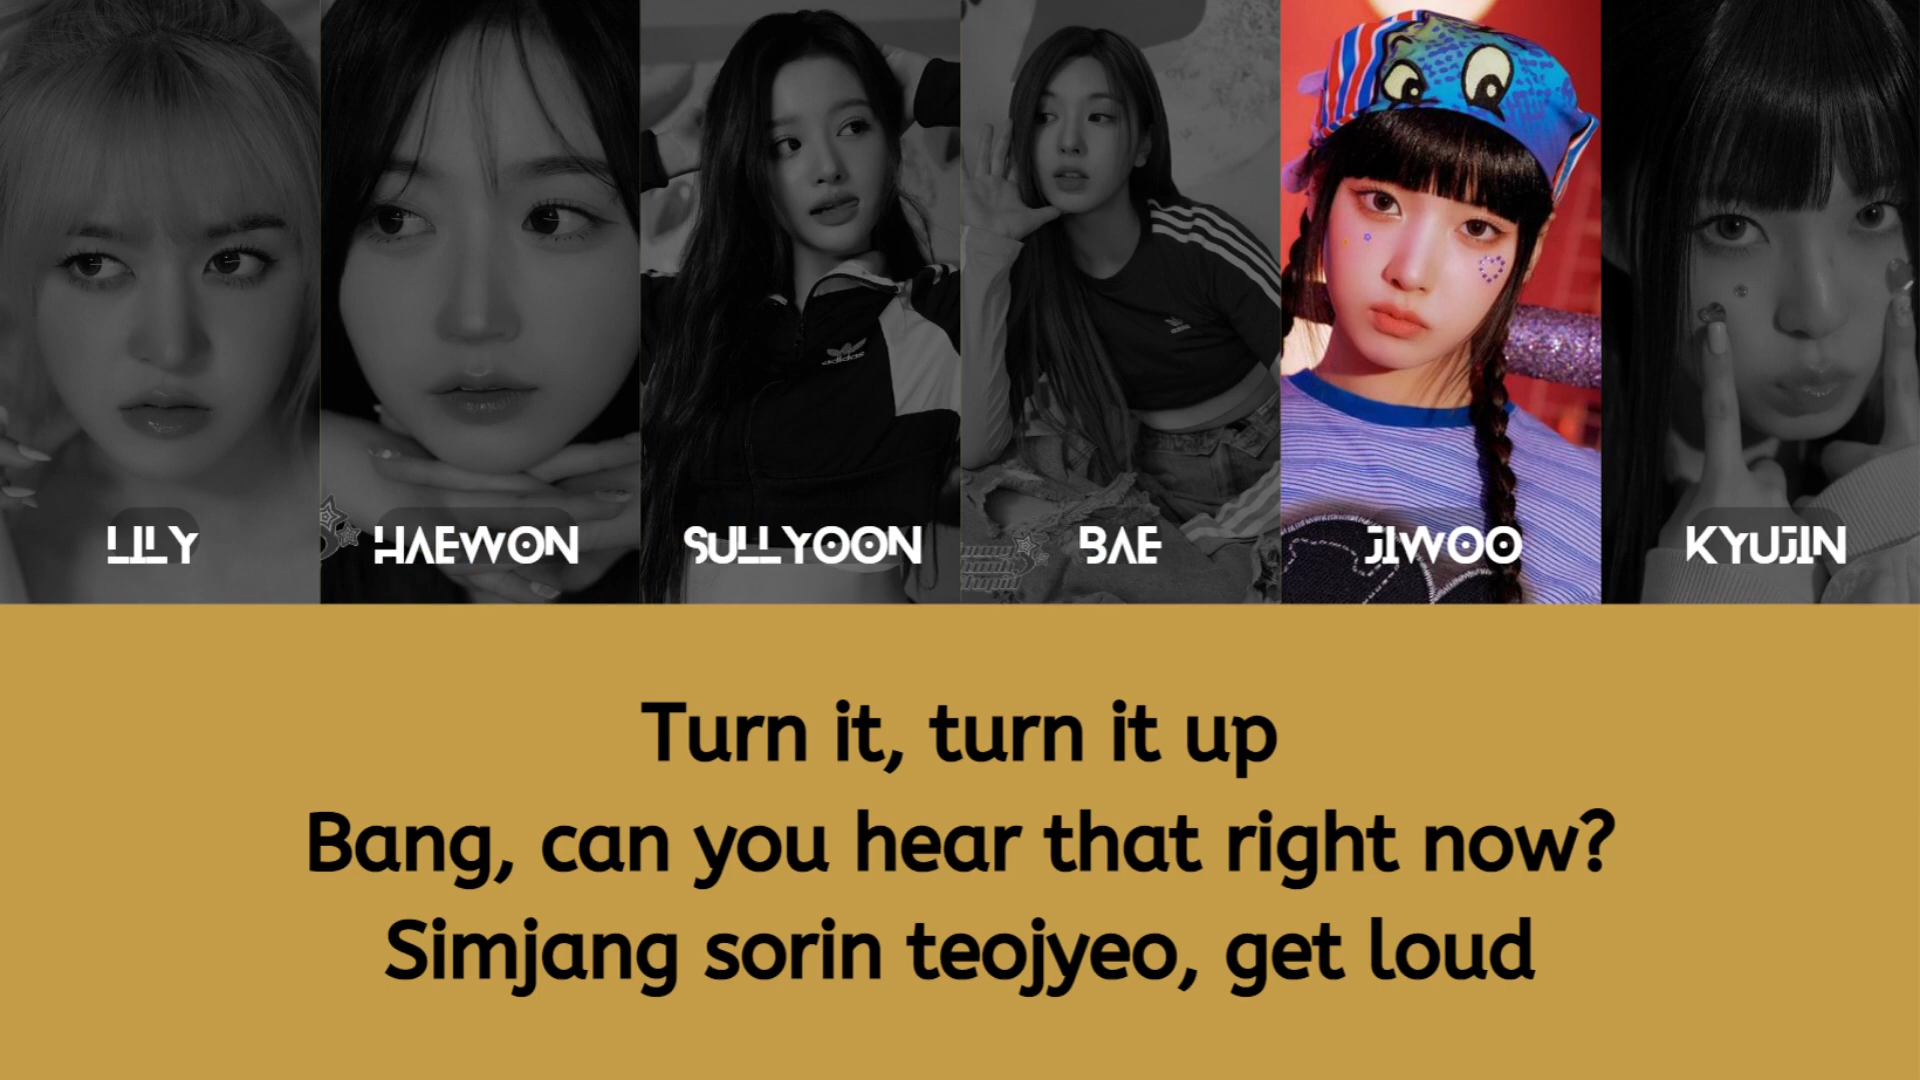 LILY
HAEWON
SULLYOON
BAE
JIWOO
KYUJIN
adidas
Turn it, turn it up
Bang, can you hear that right now?
Simjang sorin teojyeo, get loud